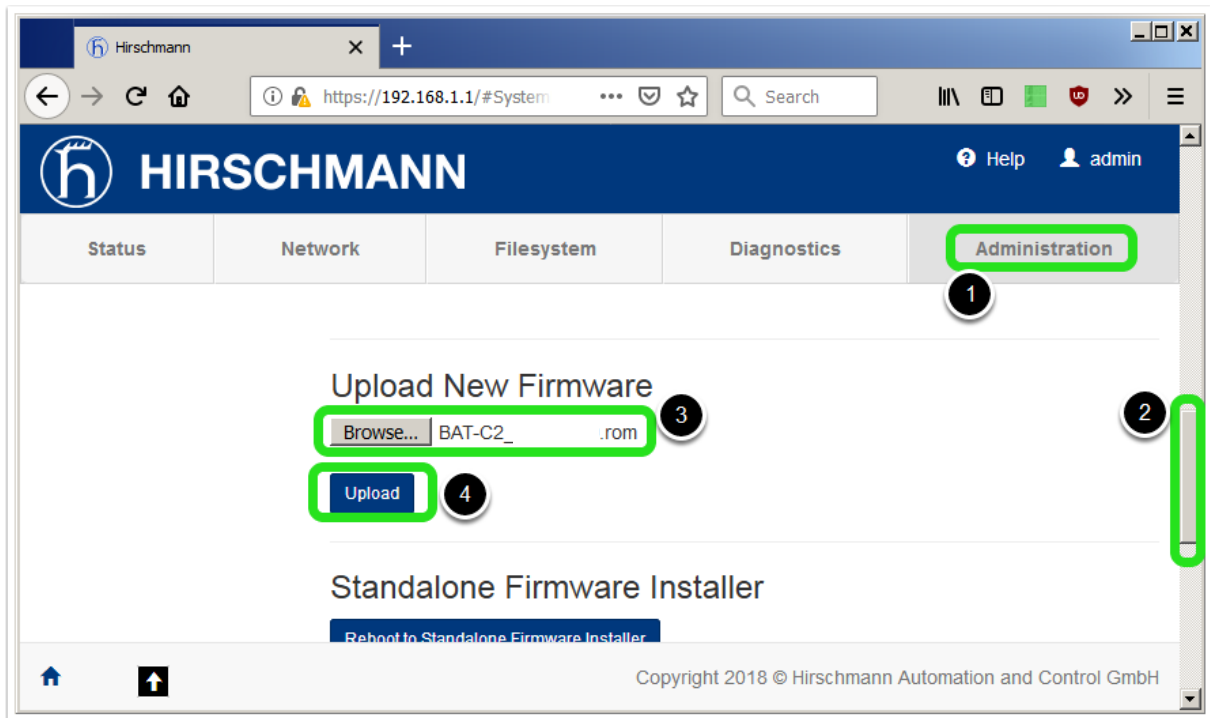 Hirschmann
https://192.168.1.1/#System
Search
HIRSCHMANN
Help
admin
Status
Network
Filesystem
Diagnostics
Administration
1
Upload New Firmware
2
3
Browse... BAT-C2_ .rom
Upload
4
Standalone Firmware Installer
Reboot to Standalone Firmware Installer
Copyright 2018 © Hirschmann Automation and Control GmbH